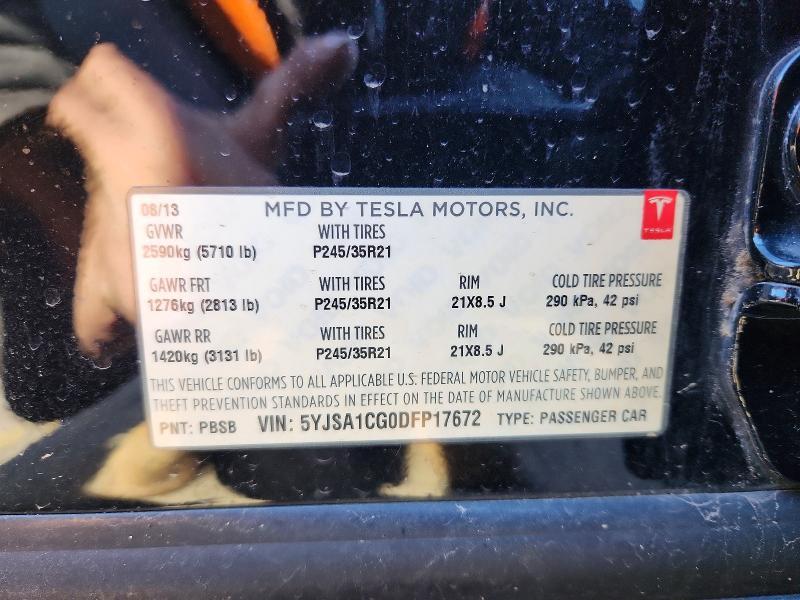 08/13 MFD BY TESLA MOTORS, INC.
TESLA
GVWR WITH TIRES
2590kg (5710 lb) P245/35R21
GAWR FRT WITH TIRES RIM COLD TIRE PRESSURE
1276kg (2813 lb) P245/35R21 21X8.5 J 290 kPa, 42 psi
GAWR RR WITH TIRES RIM COLD TIRE PRESSURE
1420kg (3131 lb) P245/35R21 21X8.5 J 290 kPa, 42 psi
THIS VEHICLE CONFORMS TO ALL APPLICABLE U.S. FEDERAL MOTOR VEHICLE SAFETY, BUMPER, AND
THEFT PREVENTION STANDARDS IN EFFECT ON THE DATE OF MANUFACTURE SHOWN ABOVE.
PNT: PBSB VIN: 5YJSA1CG0DFP17672 TYPE: PASSENGER CAR